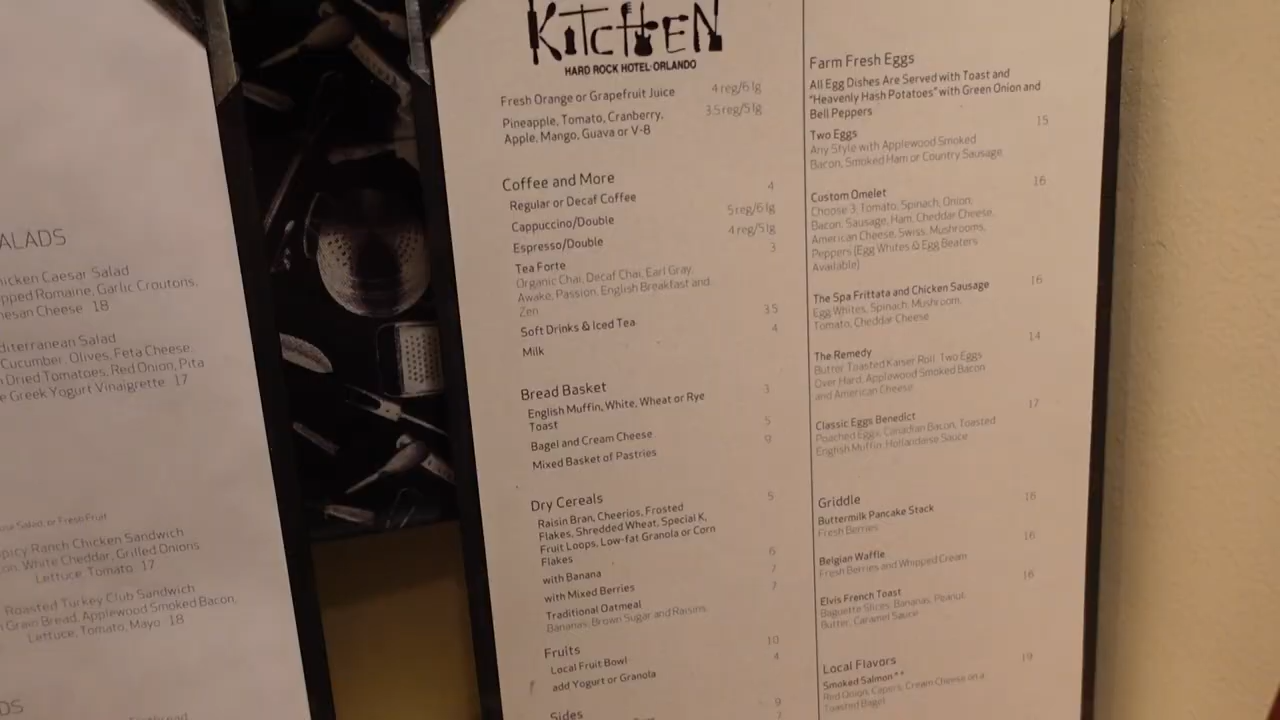 ALADS
icken Caesar Salad
pped Romaine, Garlic Croutons,
mesan Cheese 18
diterranean Salad
Cucumber, Olives, Feta Cheese,
n Dried Tomatoes, Red Onion, Pita
e Greek Yogurt Vinaigrette 17
Salad, or Fresh Fruit
picy Ranch Chicken Sandwich
on, White Cheddar, Grilled Onions
Lettuce, Tomato 17
Roasted Turkey Club Sandwich
n Grain Bread, Applewood Smoked Bacon,
Lettuce, Tomato, Mayo 18
DS
KITCHEN
HARD ROCK HOTEL·ORLANDO
Fresh Orange or Grapefruit Juice 4 reg/6 lg
Pineapple, Tomato, Cranberry, 3.5 reg/5 lg
Apple, Mango, Guava or V-8
Coffee and More
Regular or Decaf Coffee 4
Cappuccino/Double 5 reg/6 lg
Espresso/Double 4 reg/5 lg
Tea Forte 3
Organic Chai, Decaf Chai, Earl Gray,
Awake, Passion, English Breakfast and
Zen
Soft Drinks & Iced Tea 3.5
Milk 4
Bread Basket
English Muffin, White, Wheat or Rye 3
Toast
Bagel and Cream Cheese 5
Mixed Basket of Pastries 9
Dry Cereals
Raisin Bran, Cheerios, Frosted 5
Flakes, Shredded Wheat, Special K,
Fruit Loops, Low-fat Granola or Corn
Flakes
with Banana 6
with Mixed Berries 7
Traditional Oatmeal 7
Bananas, Brown Sugar and Raisins
Fruits
Local Fruit Bowl 10
add Yogurt or Granola 4
Sides
9
7
Farm Fresh Eggs
All Egg Dishes Are Served with Toast and
"Heavenly Hash Potatoes" with Green Onion and
Bell Peppers
Two Eggs 15
Any Style with Applewood Smoked
Bacon, Smoked Ham or Country Sausage
Custom Omelet 16
Choose 3, Tomato, Spinach, Onion,
Bacon, Sausage, Ham, Cheddar Cheese,
American Cheese, Swiss, Mushrooms,
Peppers (Egg Whites & Egg Beaters
Available)
The Spa Frittata and Chicken Sausage 16
Egg Whites, Spinach, Mushroom,
Tomato, Cheddar Cheese
The Remedy 14
Butter Toasted Kaiser Roll, Two Eggs
Over Hard, Applewood Smoked Bacon
and American Cheese
Classic Eggs Benedict 17
Poached Eggs, Canadian Bacon, Toasted
English Muffin, Hollandaise Sauce
Griddle
Buttermilk Pancake Stack 16
Fresh Berries
Belgian Waffle 16
Fresh Berries and Whipped Cream
Elvis French Toast 16
Baguette Slices, Bananas, Peanut
Butter, Caramel Sauce
Local Flavors
Smoked Salmon** 19
Red Onion, Capers, Cream Cheese on a
Toasted Bagel